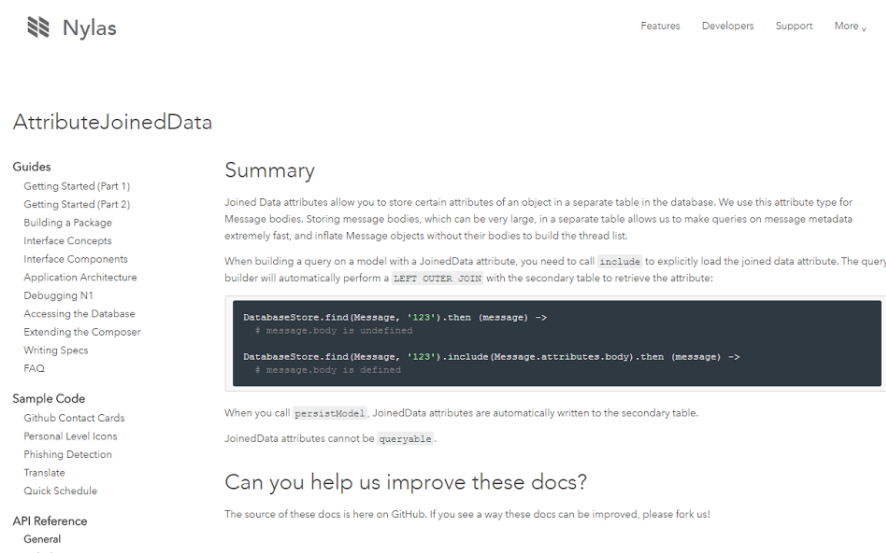 Nylas
Features Developers Support More
AttributeJoinedData
Guides
Getting Started (Part 1)
Getting Started (Part 2)
Building a Package
Interface Concepts
Interface Components
Application Architecture
Debugging N1
Accessing the Database
Extending the Composer
Writing Specs
FAQ
Sample Code
Github Contact Cards
Personal Level Icons
Phishing Detection
Translate
Quick Schedule
API Reference
General
Summary
Joined Data attributes allow you to store certain attributes of an object in a separate table in the database. We use this attribute type for
Message bodies. Storing message bodies, which can be very large, in a separate table allows us to make queries on message metadata
extremely fast, and inflate Message objects without their bodies to build the thread list.
When building a query on a model with a JoinedData attribute, you need to call include to explicitly load the joined data attribute. The query
builder will automatically perform a LEFT OUTER JOIN with the secondary table to retrieve the attribute:
DatabaseStore.find(Message, '123').then (message) ->
# message.body is undefined
DatabaseStore.find(Message, '123').include(Message.attributes.body).then (message) ->
# message.body is defined
When you call persistModel, JoinedData attributes are automatically written to the secondary table.
JoinedData attributes cannot be queryable.
Can you help us improve these docs?
The source of these docs is here on GitHub. If you see a way these docs can be improved, please fork us!